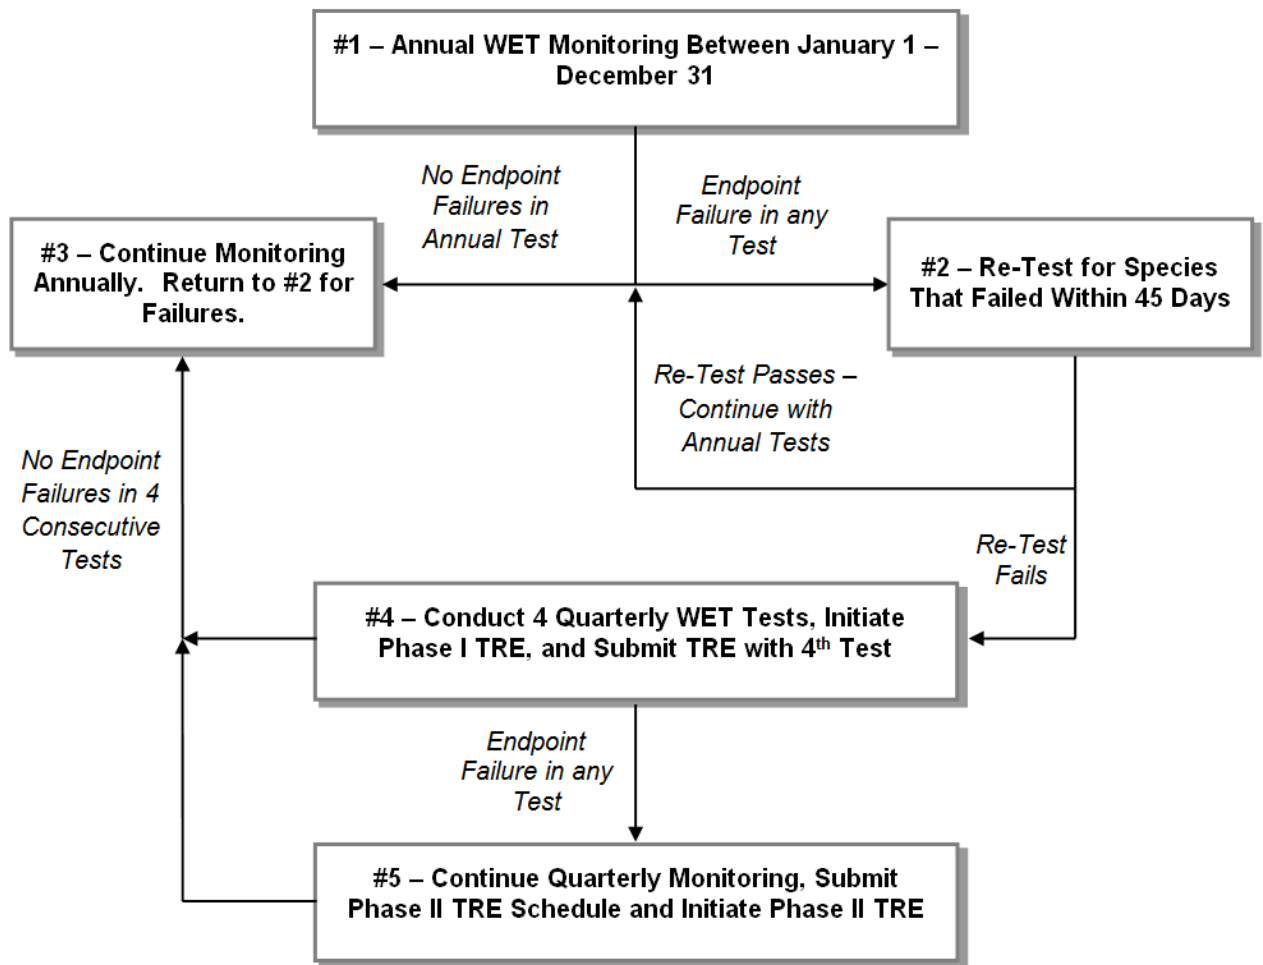 #1 – Annual WET Monitoring Between January 1 –
December 31
No Endpoint
Failures in
Annual Test
Endpoint
Failure in any
Test
#3 – Continue Monitoring
Annually.  Return to #2 for
Failures.
#2 – Re-Test for Species
That Failed Within 45 Days
Re-Test Passes –
Continue with
Annual Tests
No Endpoint
Failures in 4
Consecutive
Tests
Re-Test
Fails
#4 – Conduct 4 Quarterly WET Tests, Initiate
Phase I TRE, and Submit TRE with 4th Test
Endpoint
Failure in any
Test
#5 – Continue Quarterly Monitoring, Submit
Phase II TRE Schedule and Initiate Phase II TRE